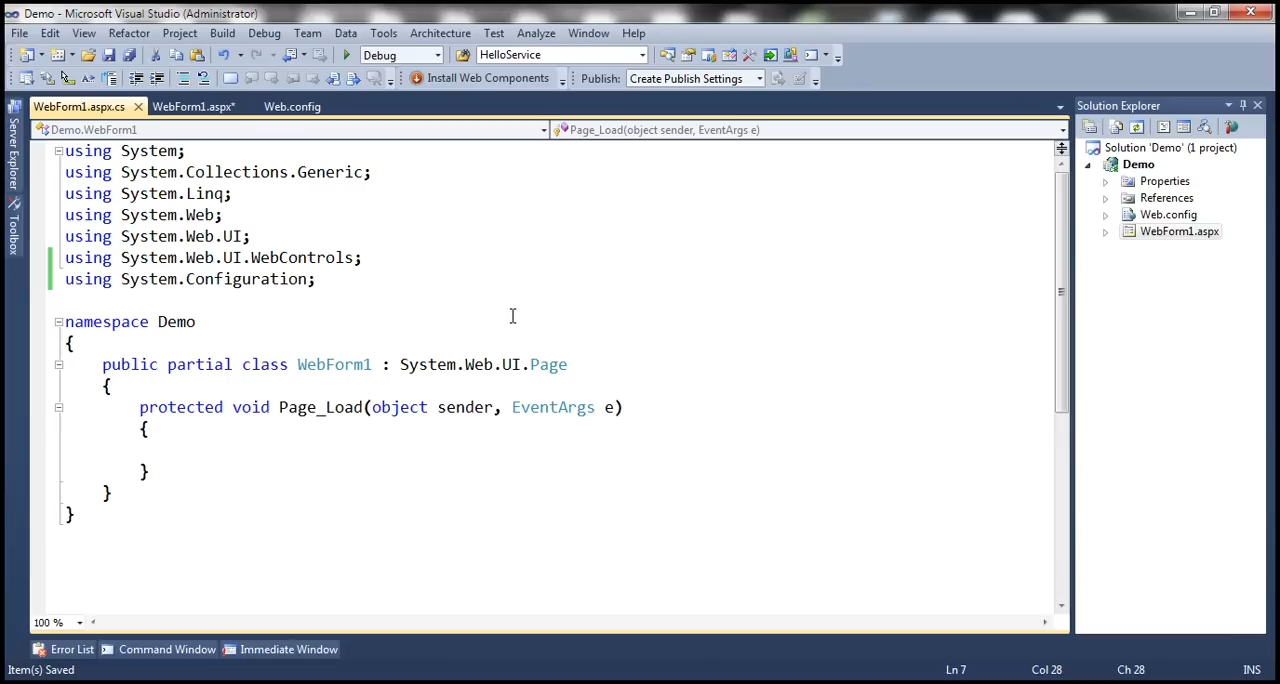 Demo - Microsoft Visual Studio (Administrator)
File Edit View Refactor Project Build Debug Team Data Tools Architecture Test Analyze Window Help
Debug HelloService
Install Web Components Publish: Create Publish Settings
WebForm1.aspx.cs WebForm1.aspx* Web.config
Demo.WebForm1 Page_Load(object sender, EventArgs e)
using System;
using System.Collections.Generic;
using System.Linq;
using System.Web;
using System.Web.UI;
using System.Web.UI.WebControls;
using System.Configuration;
namespace Demo
{
public partial class WebForm1 : System.Web.UI.Page
{
protected void Page_Load(object sender, EventArgs e)
{
}
}
}
100 %
Server Explorer
Toolbox
Solution Explorer
Solution 'Demo' (1 project)
Demo
Properties
References
Web.config
WebForm1.aspx
Error List Command Window Immediate Window
Item(s) Saved Ln 7 Col 28 Ch 28 INS